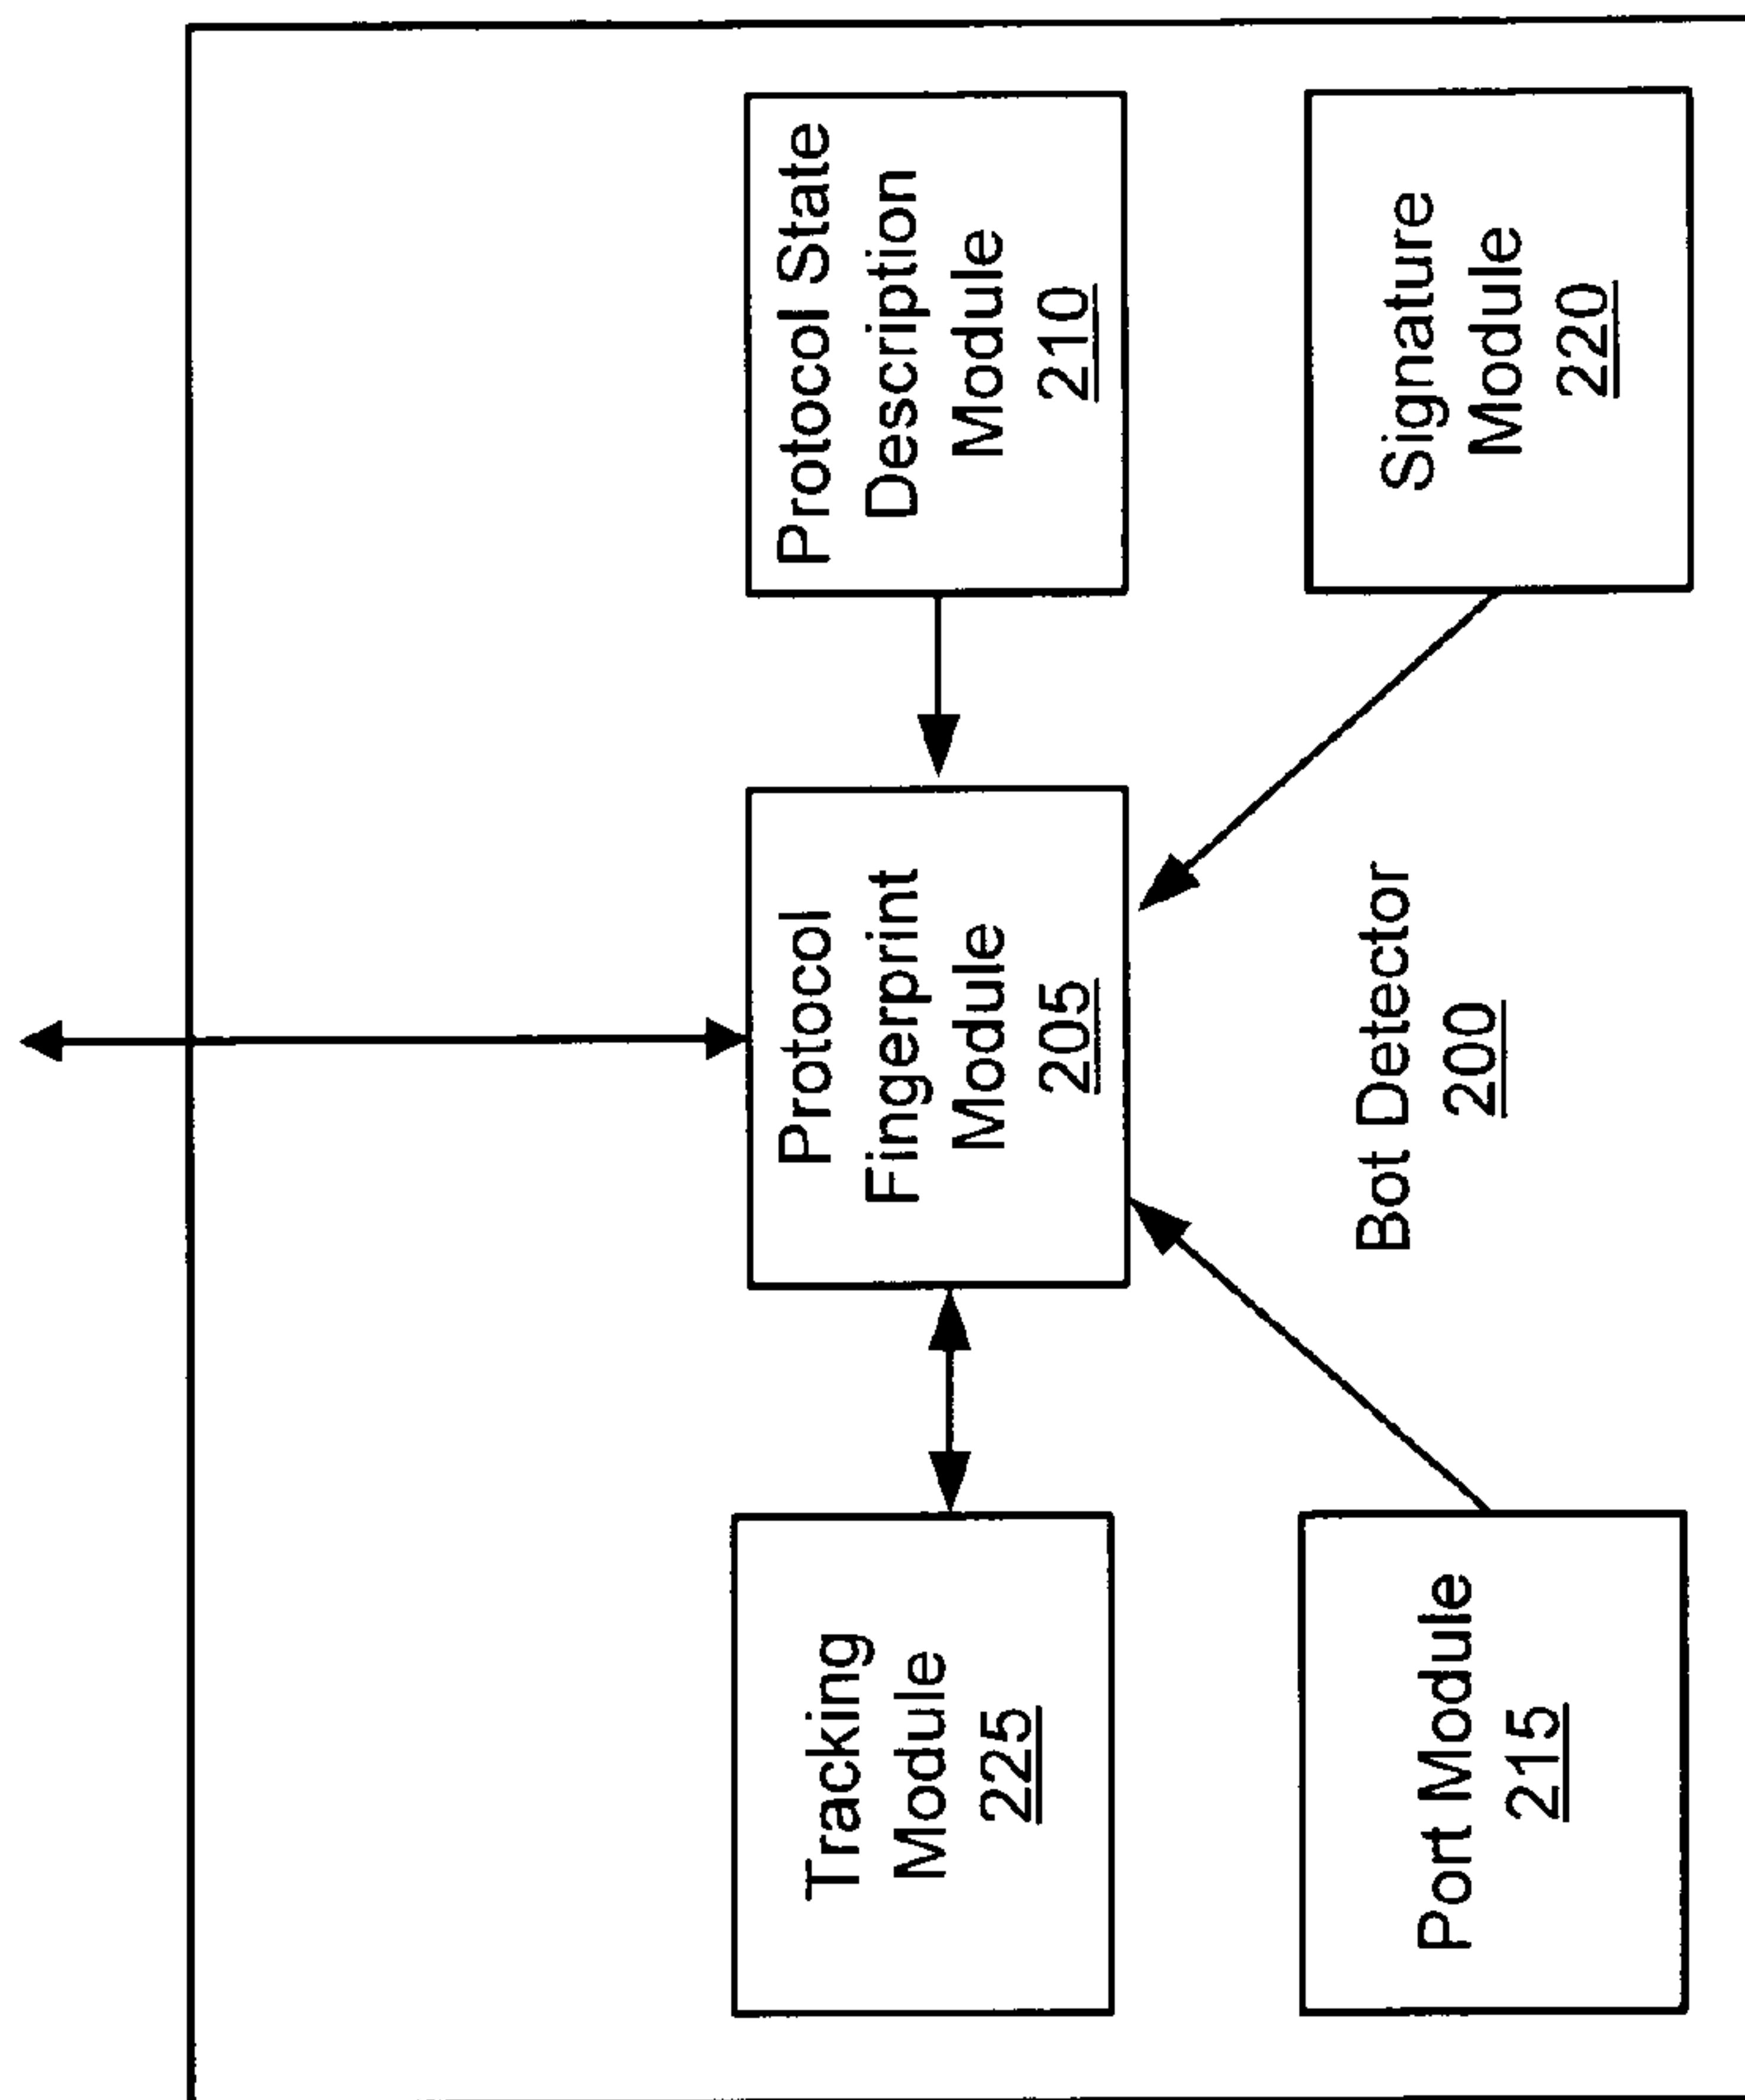 Tracking
Module
225
Protocol
Fingerprint
Module
205
Protocol State
Description
Module
210
Port Module
215
Bot Detector
200
Signature
Module
220